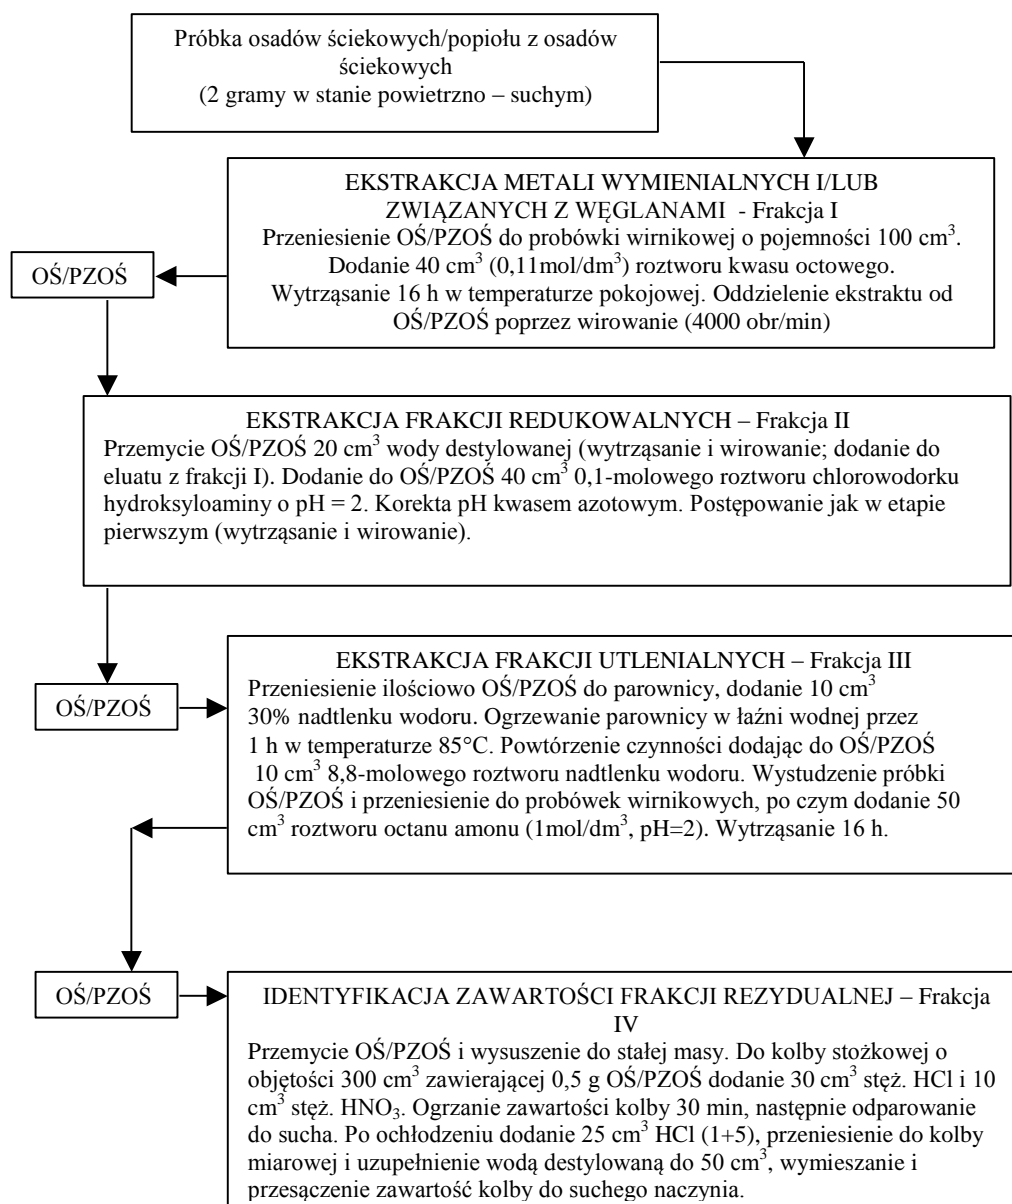 Próbka osadów ściekowych/popiołu z osadów
ściekowych
(2 gramy w stanie powietrzno – suchym)
EKSTRAKCJA METALI WYMIENIALNYCH I/LUB
ZWIĄZANYCH Z WĘGLANAMI - Frakcja I
Przeniesienie OŚ/PZOŚ do probówki wirnikowej o pojemności 100 cm³.
Dodanie 40 cm³ (0,11mol/dm³) roztworu kwasu octowego.
Wytrząsanie 16 h w temperaturze pokojowej. Oddzielenie ekstraktu od
OŚ/PZOŚ poprzez wirowanie (4000 obr/min)
OŚ/PZOŚ
EKSTRAKCJA FRAKCJI REDUKOWALNYCH – Frakcja II
Przemycie OŚ/PZOŚ 20 cm³ wody destylowanej (wytrząsanie i wirowanie; dodanie do
eluatu z frakcji I). Dodanie do OŚ/PZOŚ 40 cm³ 0,1-molowego roztworu chlorowodorku
hydroksyloaminy o pH = 2. Korekta pH kwasem azotowym. Postępowanie jak w etapie
pierwszym (wytrząsanie i wirowanie).
OŚ/PZOŚ
EKSTRAKCJA FRAKCJI UTLENIALNYCH – Frakcja III
Przeniesienie ilościowo OŚ/PZOŚ do parownicy, dodanie 10 cm³
30% nadtlenku wodoru. Ogrzewanie parownicy w łaźni wodnej przez
1 h w temperaturze 85°C. Powtórzenie czynności dodając do OŚ/PZOŚ
10 cm³ 8,8-molowego roztworu nadtlenku wodoru. Wystudzenie próbki
OŚ/PZOŚ i przeniesienie do probówek wirnikowych, po czym dodanie 50
cm³ roztworu octanu amonu (1mol/dm³, pH=2). Wytrząsanie 16 h.
OŚ/PZOŚ
IDENTYFIKACJA ZAWARTOŚCI FRAKCJI REZYDUALNEJ – Frakcja
IV
Przemycie OŚ/PZOŚ i wysuszenie do stałej masy. Do kolby stożkowej o
objętości 300 cm³ zawierającej 0,5 g OŚ/PZOŚ dodanie 30 cm³ stęż. HCl i 10
cm³ stęż. HNO₃. Ogrzanie zawartości kolby 30 min, następnie odparowanie
do sucha. Po ochłodzeniu dodanie 25 cm³ HCl (1+5), przeniesienie do kolby
miarowej i uzupełnienie wodą destylowaną do 50 cm³, wymieszanie i
przesączenie zawartość kolby do suchego naczynia.